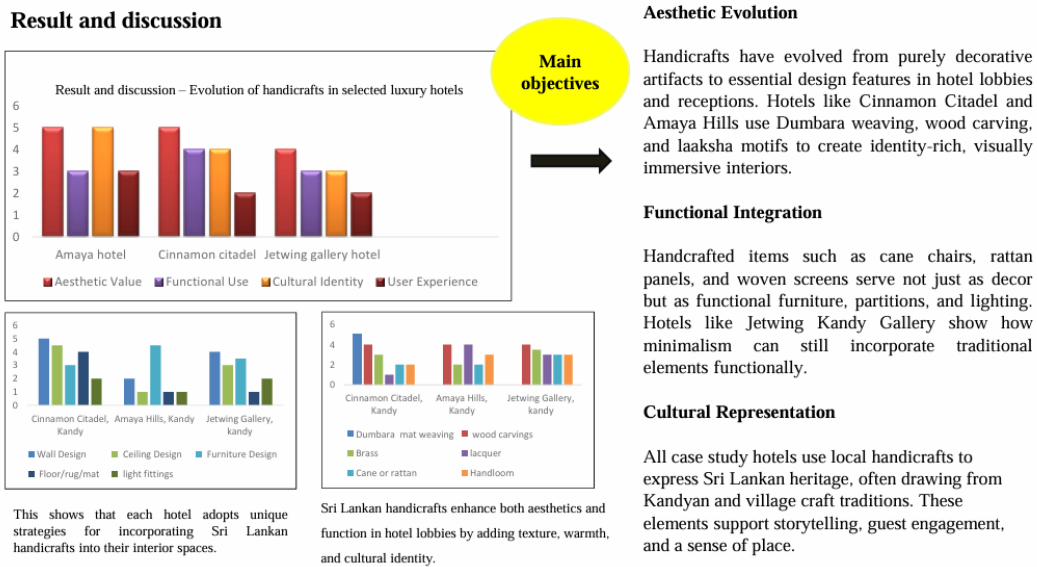 Result and discussion
Result and discussion – Evolution of handicrafts in selected luxury hotels
6
5
4
3
2
1
0
Amaya hotel
Cinnamon citadel
Jetwing gallery hotel
Aesthetic Value
Functional Use
Cultural Identity
User Experience
Main
objectives
6
5
4
3
2
1
0
Cinnamon Citadel,
Kandy
Amaya Hills, Kandy
Jetwing Gallery,
kandy
Wall Design
Ceiling Design
Furniture Design
Floor/rug/mat
light fittings
This shows that each hotel adopts unique
strategies for incorporating Sri Lankan
handicrafts into their interior spaces.
6
4
2
0
Cinnamon Citadel,
Kandy
Amaya Hills,
Kandy
Jetwing Gallery,
kandy
Dumbara mat weaving
wood carvings
Brass
lacquer
Cane or rattan
Handloom
Sri Lankan handicrafts enhance both aesthetics and
function in hotel lobbies by adding texture, warmth,
and cultural identity.
Aesthetic Evolution
Handicrafts have evolved from purely decorative
artifacts to essential design features in hotel lobbies
and receptions. Hotels like Cinnamon Citadel and
Amaya Hills use Dumbara weaving, wood carving,
and laaksha motifs to create identity-rich, visually
immersive interiors.
Functional Integration
Handcrafted items such as cane chairs, rattan
panels, and woven screens serve not just as decor
but as functional furniture, partitions, and lighting.
Hotels like Jetwing Kandy Gallery show how
minimalism can still incorporate traditional
elements functionally.
Cultural Representation
All case study hotels use local handicrafts to
express Sri Lankan heritage, often drawing from
Kandyan and village craft traditions. These
elements support storytelling, guest engagement,
and a sense of place.